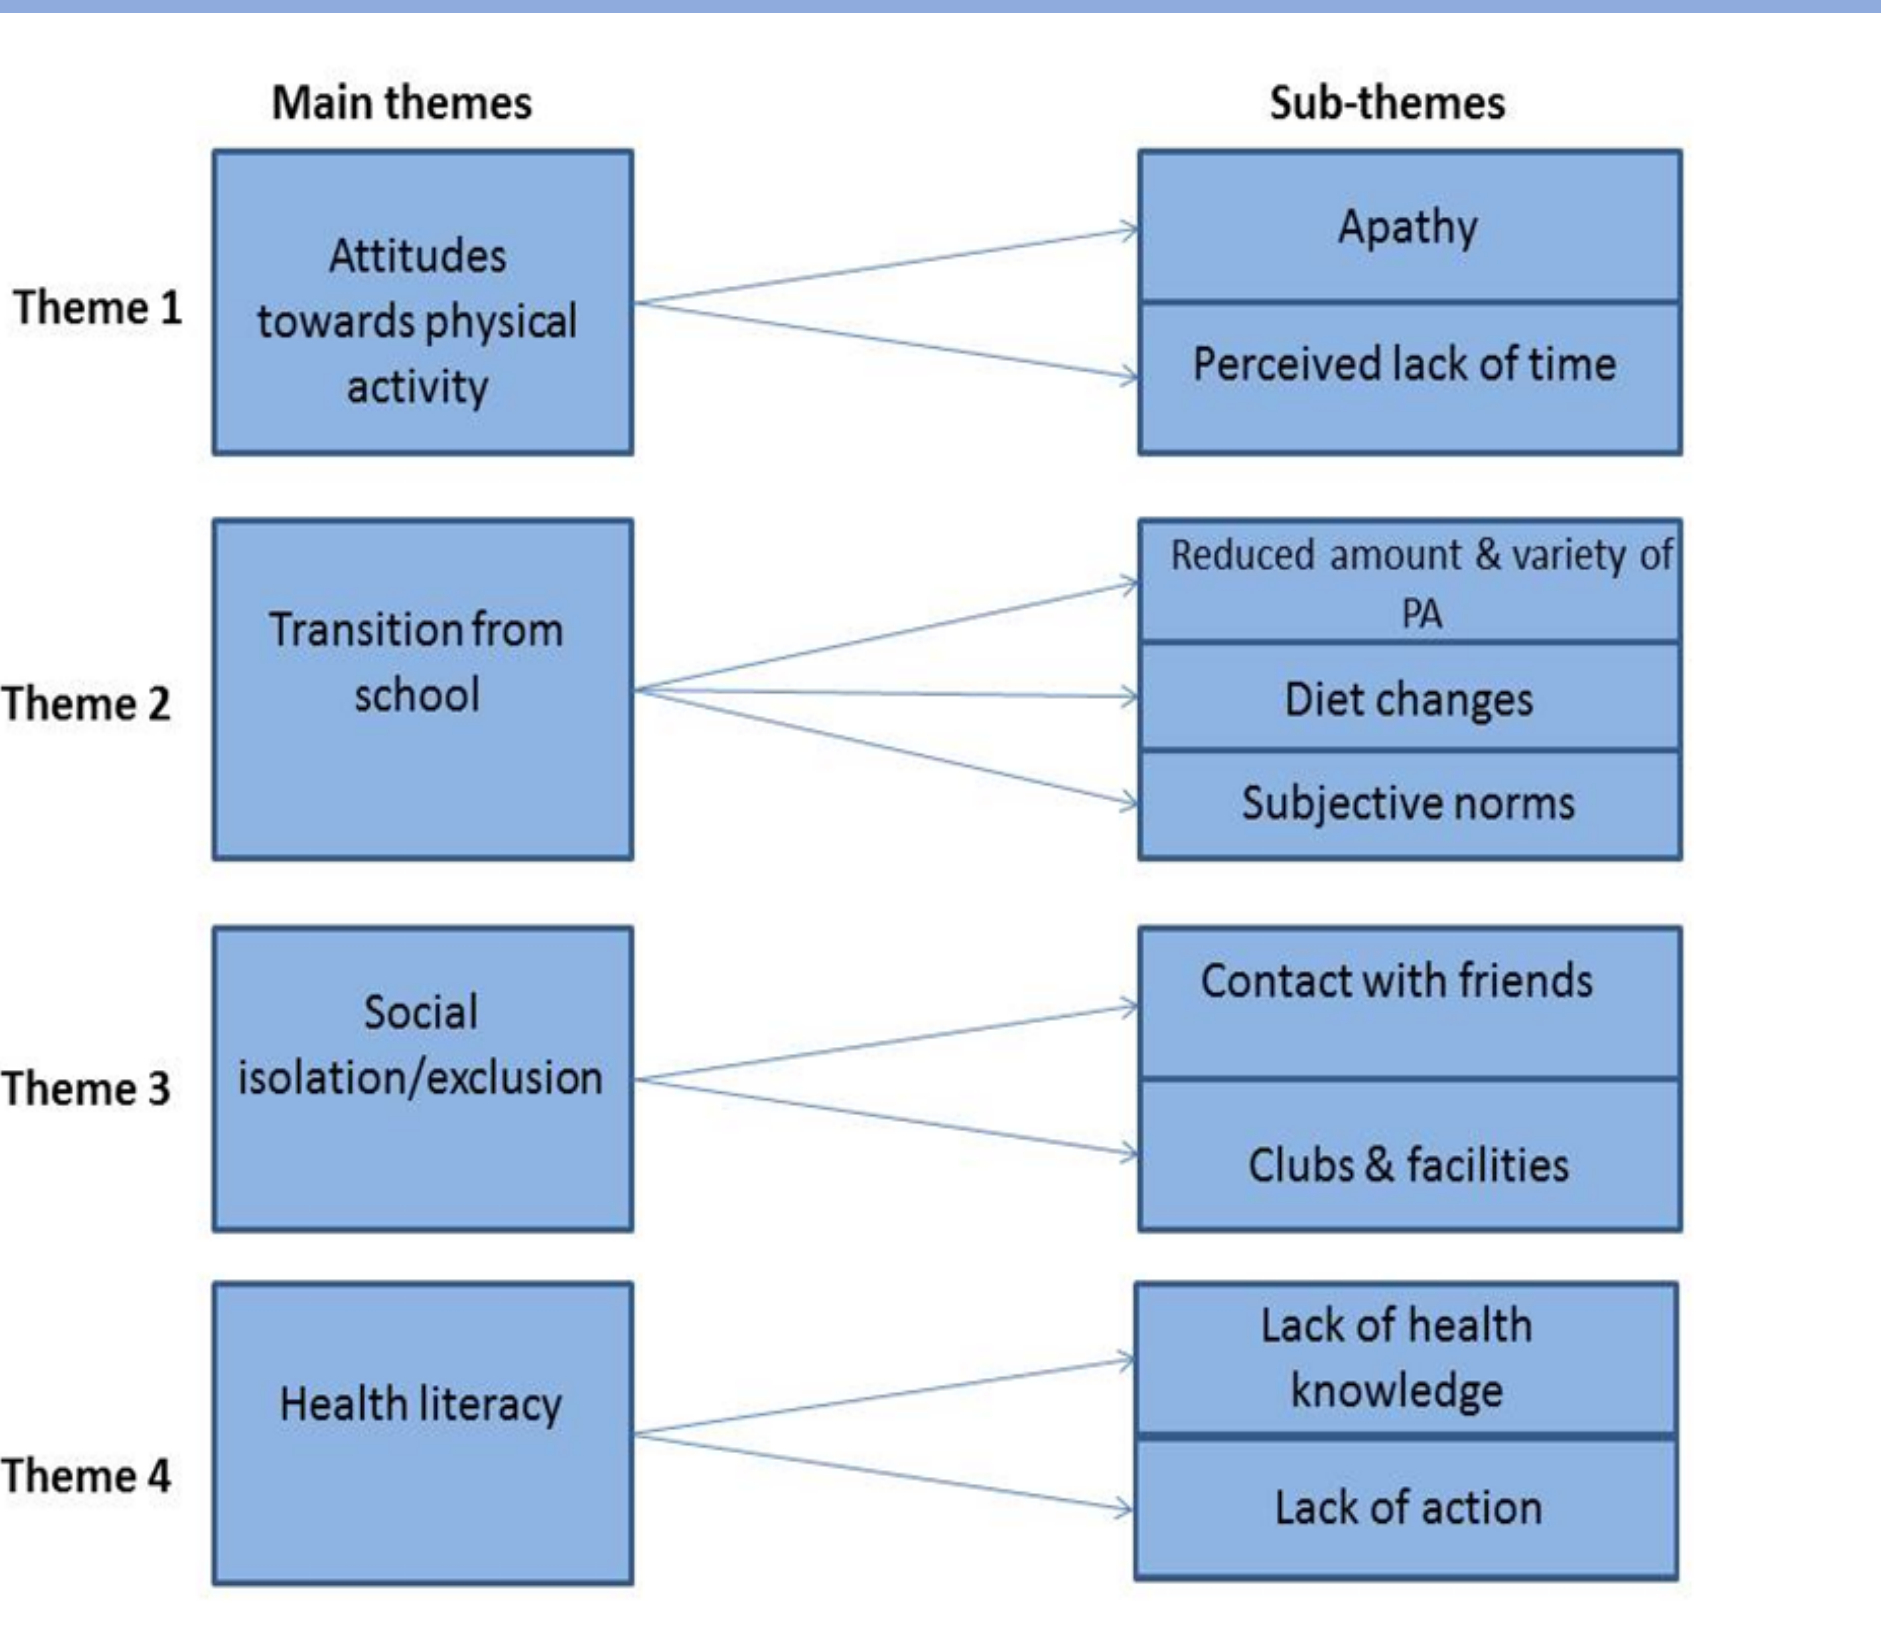 Main themes
Sub-themes
Theme 1
Attitudes
towards physical
activity
Apathy
Perceived lack of time
Theme 2
Transition from
school
Reduced amount & variety of
PA
Diet changes
Subjective norms
Theme 3
Social
isolation/exclusion
Contact with friends
Clubs & facilities
Theme 4
Health literacy
Lack of health
knowledge
Lack of action